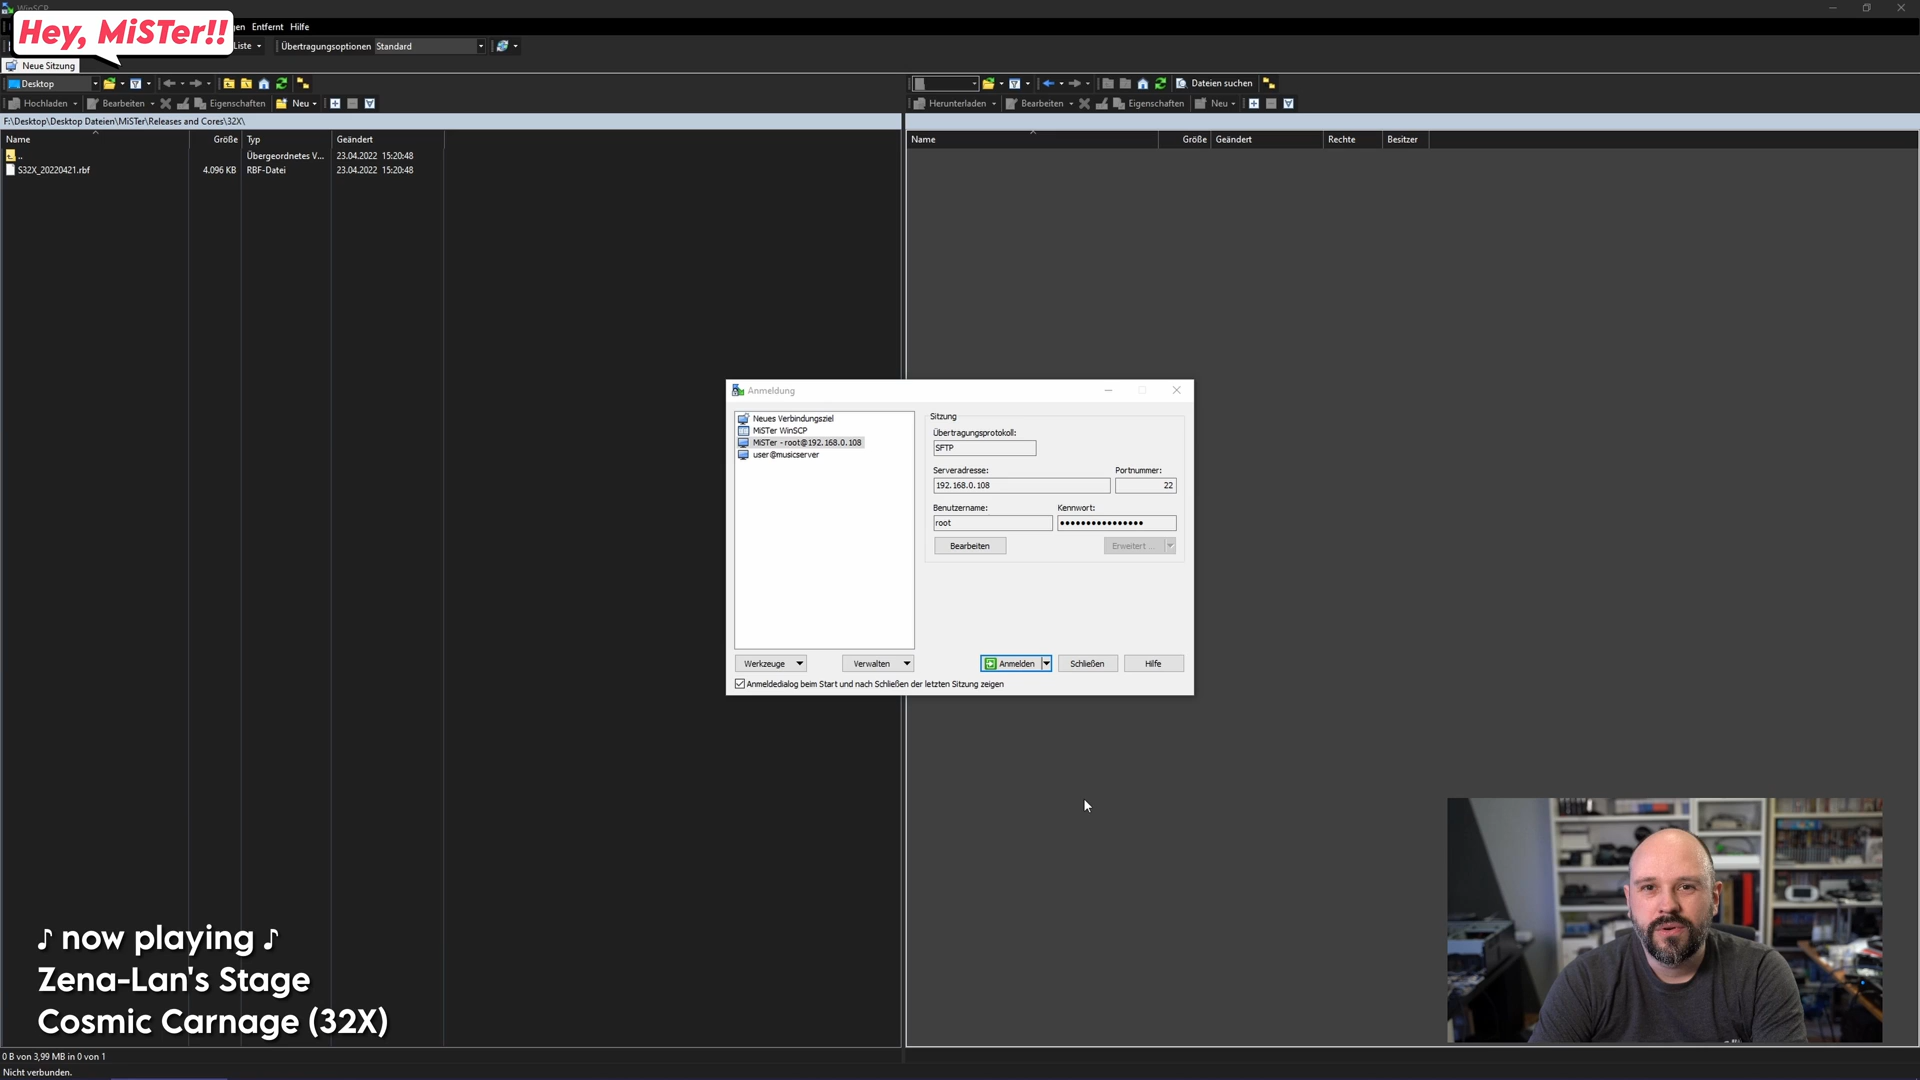 WinSCP
Hey, MiSTer!!
Entfernt Hilfe
Liste Übertragungsoptionen Standard
Neue Sitzung
Desktop
Dateien suchen
Hochladen Bearbeiten Eigenschaften Neu
Herunterladen Bearbeiten Eigenschaften Neu
F:\Desktop\Desktop Dateien\MiSTer\Releases and Cores\32X\
Name Größe Typ Geändert
Name Größe Geändert Rechte Besitzer
.. Übergeordnetes V... 23.04.2022 15:20:48
S32X_20220421.rbf 4.096 KB RBF-Datei 23.04.2022 15:20:48
Anmeldung
Neues Verbindungsziel
MiSTer WinSCP
MiSTer - root@192.168.0.108
user@musicserver
Sitzung
Übertragungsprotokoll:
SFTP
Serveradresse: Portnummer:
192.168.0.108 22
Benutzername: Kennwort:
root ••••••••••••••••
Bearbeiten Erweitert ...
Werkzeuge Verwalten Anmelden Schließen Hilfe
Anmeldedialog beim Start und nach Schließen der letzten Sitzung zeigen
♪ now playing ♪
Zena-Lan's Stage
Cosmic Carnage (32X)
0 B von 3,99 MB in 0 von 1
Nicht verbunden.